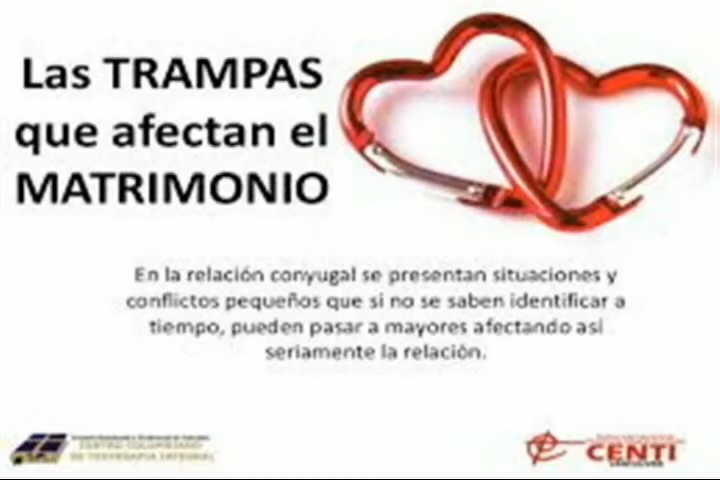 Las TRAMPAS
que afectan el
MATRIMONIO
En la relación conyugal se presentan situaciones y
conflictos pequeños que si no se saben identificar a
tiempo, pueden pasar a mayores afectando así
seriamente la relación.
CENTRO COLOMBIANO
DE TEOTERAPIA INTEGRAL
CENTI